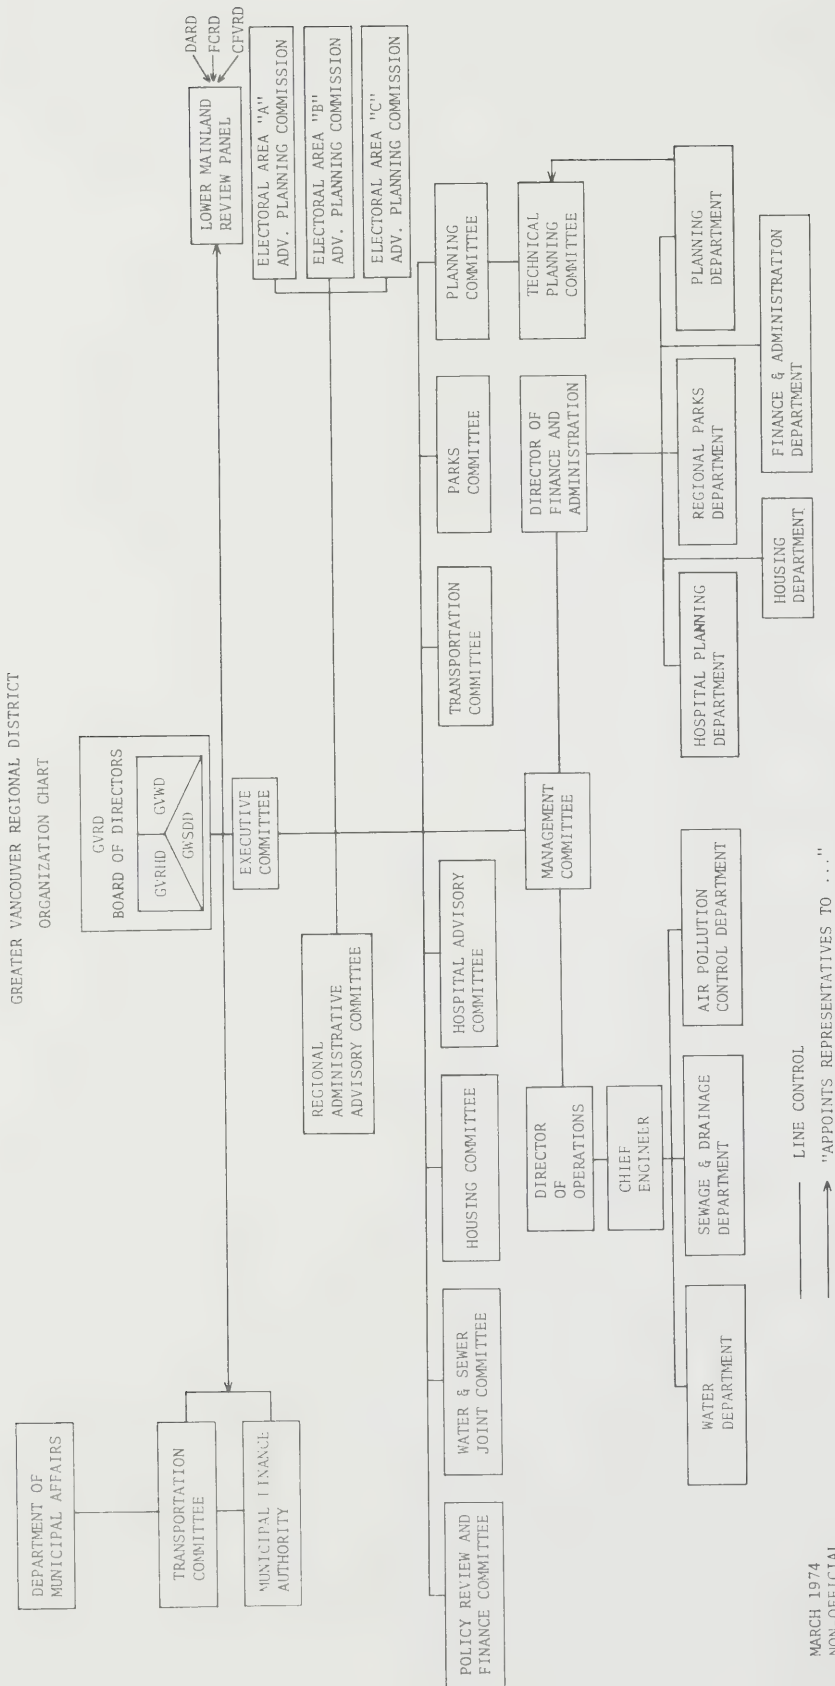 GREATER VANCOUVER REGIONAL DISTRICT
ORGANIZATION CHART
DEPARTMENT OF
MUNICIPAL AFFAIRS
TRANSPORTATION
COMMITTEE
MUNICIPAL FINANCE
AUTHORITY
GVRD
BOARD OF DIRECTORS
GVRHD
GVWD
GWSDD
EXECUTIVE
COMMITTEE
DARD
FCRD
CFVRD
LOWER MAINLAND
REVIEW PANEL
ELECTORAL AREA "A"
ADV. PLANNING COMMISSION
ELECTORAL AREA "B"
ADV. PLANNING COMMISSION
ELECTORAL AREA "C"
ADV. PLANNING COMMISSION
REGIONAL
ADMINISTRATIVE
ADVISORY COMMITTEE
POLICY REVIEW AND
FINANCE COMMITTEE
WATER & SEWER
JOINT COMMITTEE
HOUSING COMMITTEE
HOSPITAL ADVISORY
COMMITTEE
TRANSPORTATION
COMMITTEE
PARKS
COMMITTEE
PLANNING
COMMITTEE
DIRECTOR
OF
OPERATIONS
MANAGEMENT
COMMITTEE
DIRECTOR OF
FINANCE AND
ADMINISTRATION
TECHNICAL
PLANNING
COMMITTEE
CHIEF
ENGINEER
WATER
DEPARTMENT
SEWAGE & DRAINAGE
DEPARTMENT
AIR POLLUTION
CONTROL DEPARTMENT
HOSPITAL PLANNING
DEPARTMENT
REGIONAL PARKS
DEPARTMENT
PLANNING
DEPARTMENT
HOUSING
DEPARTMENT
FINANCE & ADMINISTRATION
DEPARTMENT
LINE CONTROL
"APPOINTS REPRESENTATIVES TO ..."
MARCH 1974
NON OFFICIAL